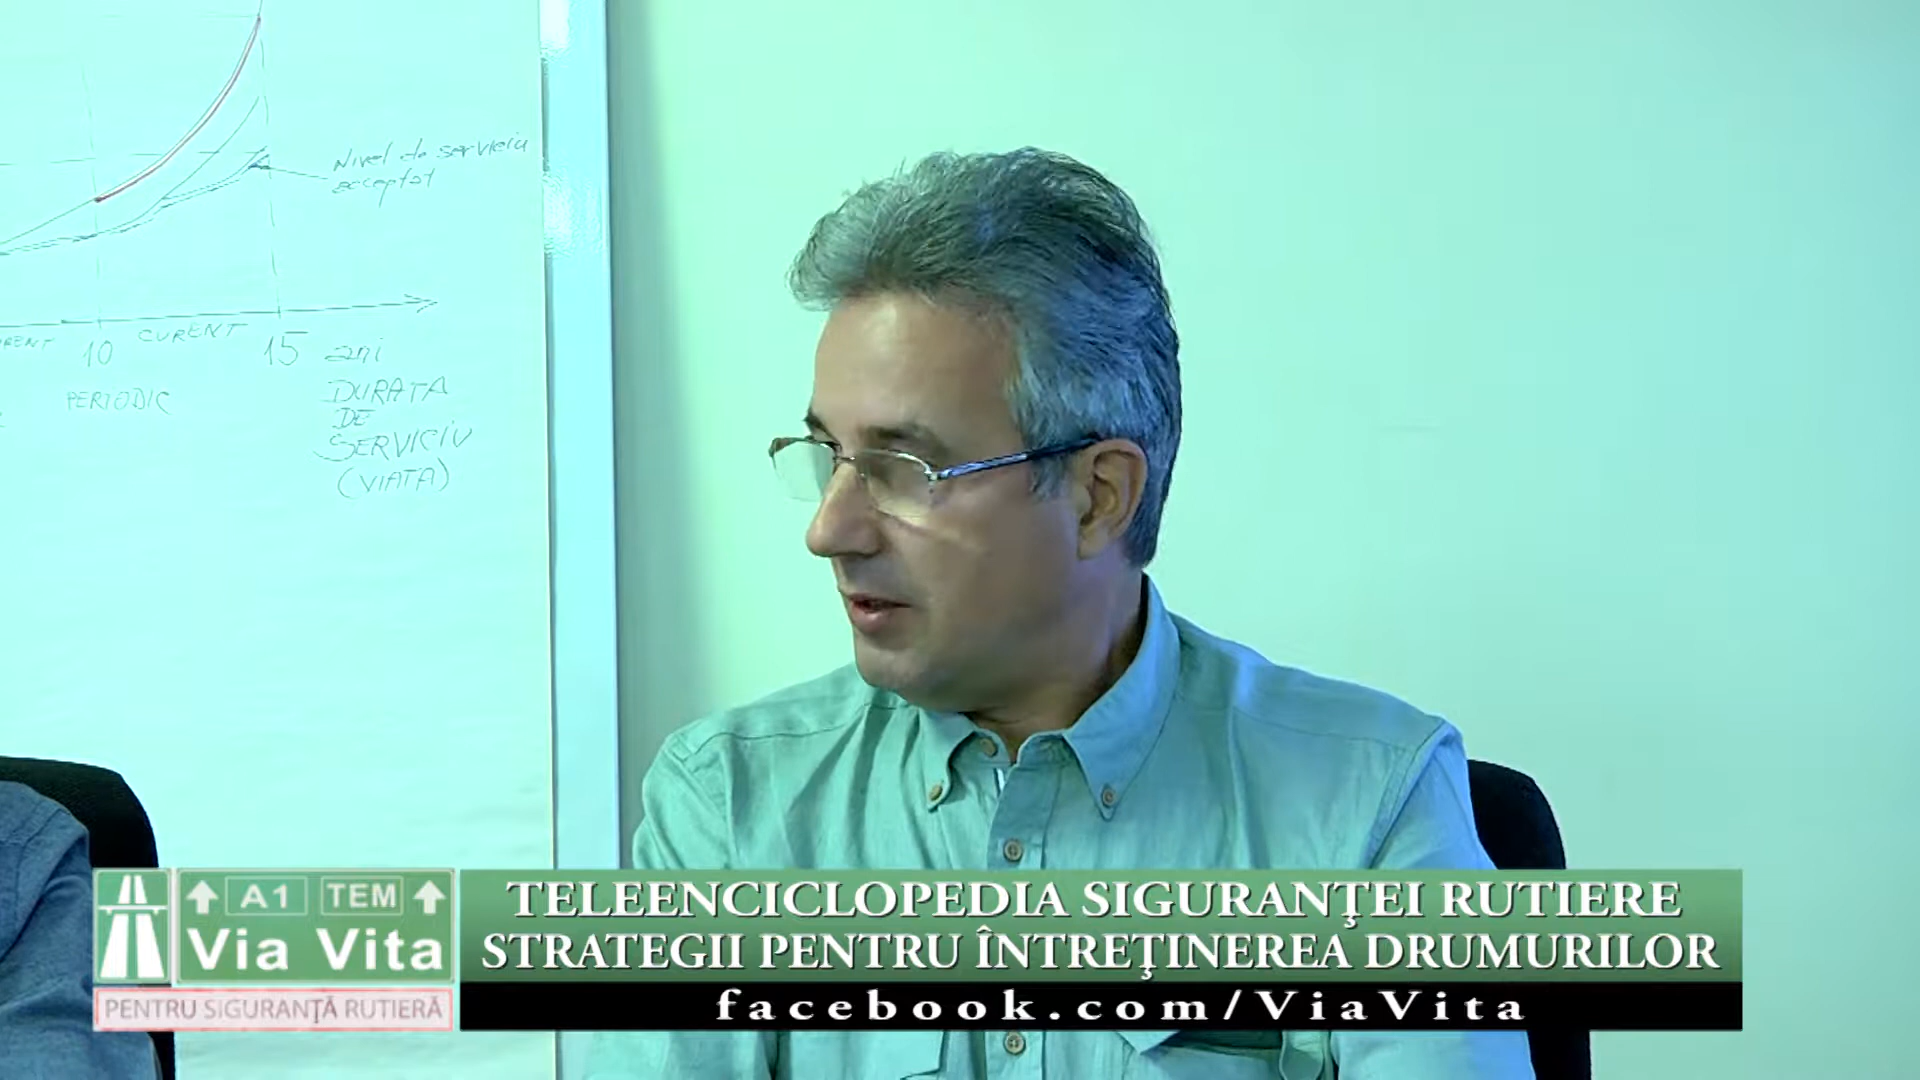 Nivel de serviciu
acceptat
CURENT
10
15 ani
PERIODIC
DURATA
DE
SERVICIU
(VIATA)
A1 TEM
Via Vita
PENTRU SIGURANŢĂ RUTIERĂ
TELEENCICLOPEDIA SIGURANŢEI RUTIERE
STRATEGII PENTRU ÎNTREŢINEREA DRUMURILOR
facebook.com/ViaVita